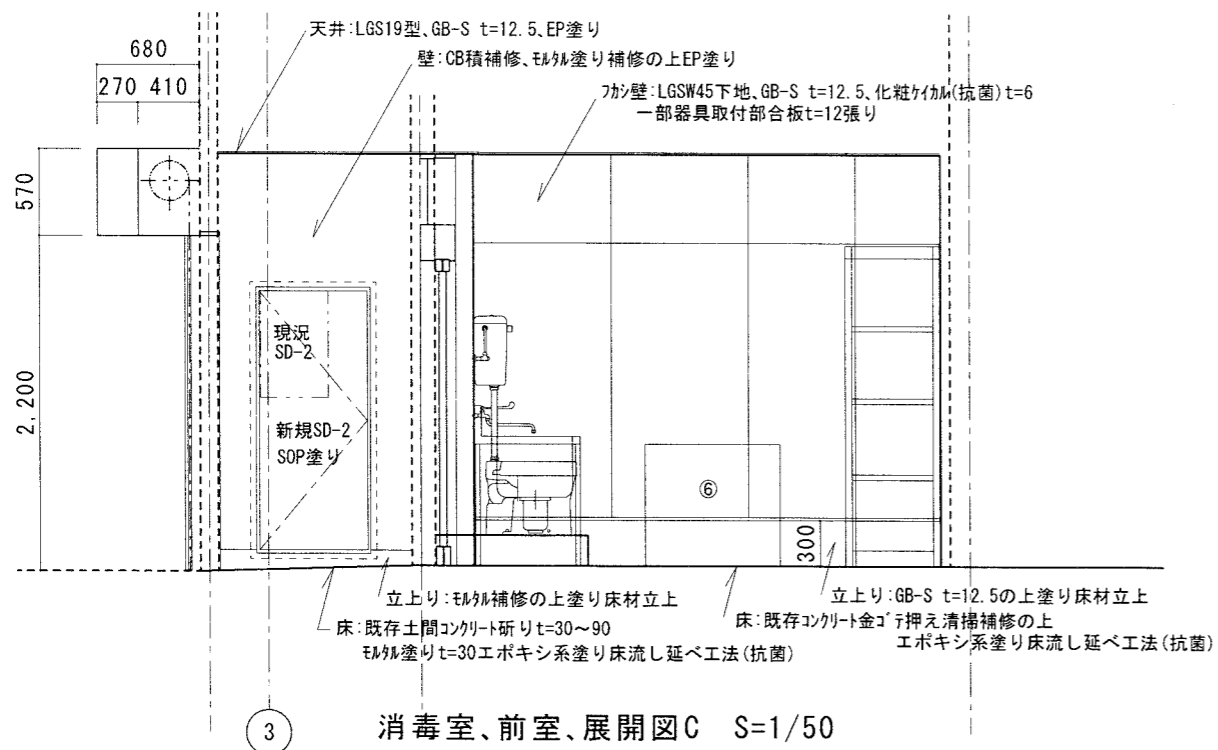 天井:LGS19型、GB-S t=12.5、EP塗り
680
壁:CB積補修、モルタル塗り補修の上EP塗り
270 410
フカシ壁:LGSW45下地、GB-S t=12.5、化粧ケイカル(抗菌)t=6
一部器具取付部合板t=12張り
570
現況
SD-2
2,200
新規SD-2
SOP塗り
⑥
300
立上り:モルタル補修の上塗り床材立上
立上り:GB-S t=12.5の上塗り床材立上
床:既存土間コンクリート斫りt=30~90
モルタル塗りt=30エポキシ系塗り床流し延べ工法(抗菌)
床:既存コンクリート金ゴテ押え清掃補修の上
エポキシ系塗り床流し延べ工法(抗菌)
3
消毒室、前室、展開図C S=1/50